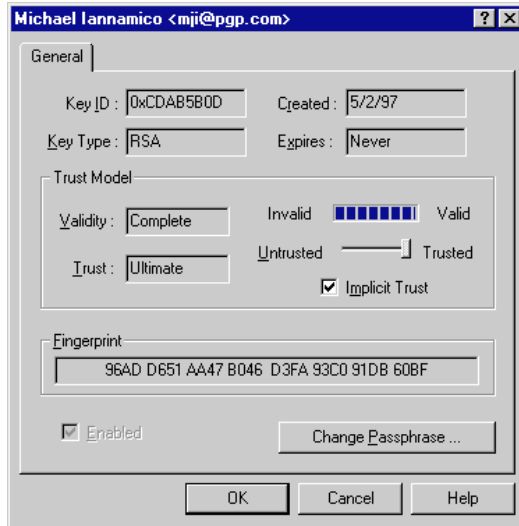 Michael Iannamico <mji@pgp.com>
General
Key ID : 0xCDAB5B0D Created : 5/2/97
Key Type : RSA Expires : Never
Trust Model
Validity : Complete Invalid Valid
Trust : Ultimate Untrusted Trusted
Implicit Trust
Fingerprint
96AD D651 AA47 B046 D3FA 93C0 91DB 60BF
Enabled Change Passphrase ...
OK Cancel Help